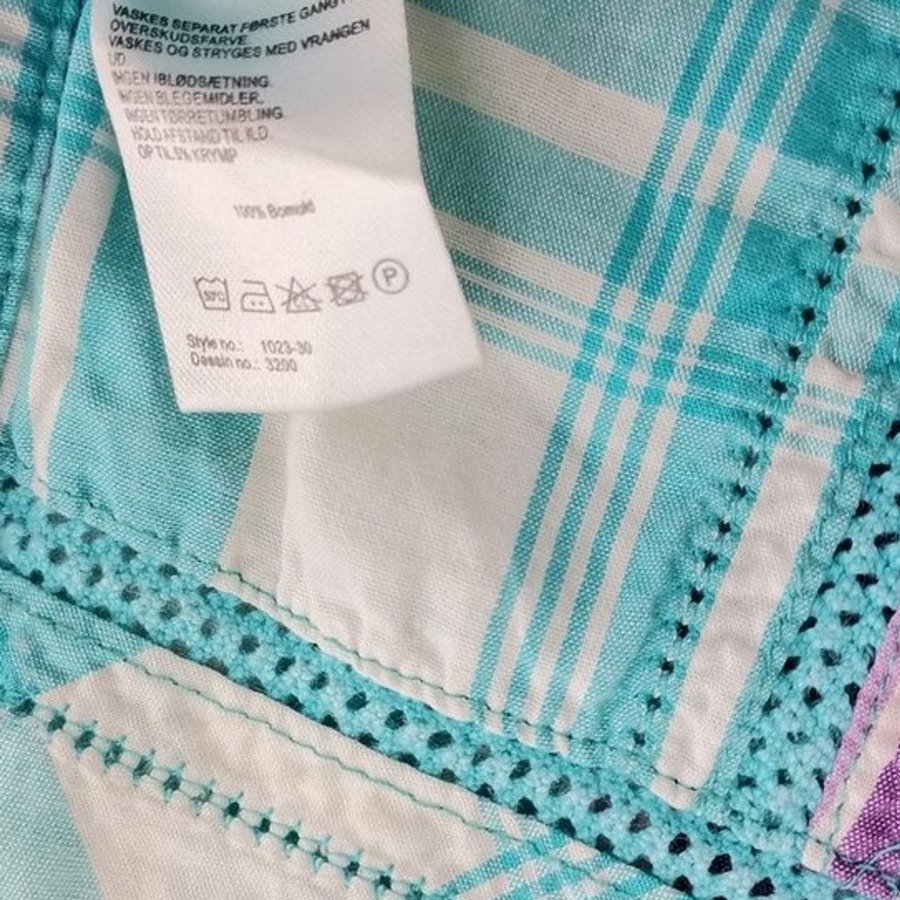 VASKES SEPARAT FØRSTE GANG
OVERSKUDSFARVE
VASKES OG STRYGES MED VRANGEN
UD.
INGEN IBLØDSÆTNING.
INGEN BLEGEMIDLER.
INGEN TØRRETUMBLING.
HOLD AFSTAND TIL ILD.
OP TIL 5% KRYMP
100% Bomuld
30°C P
Style no.: 1023-30
Dessin no.: 3200